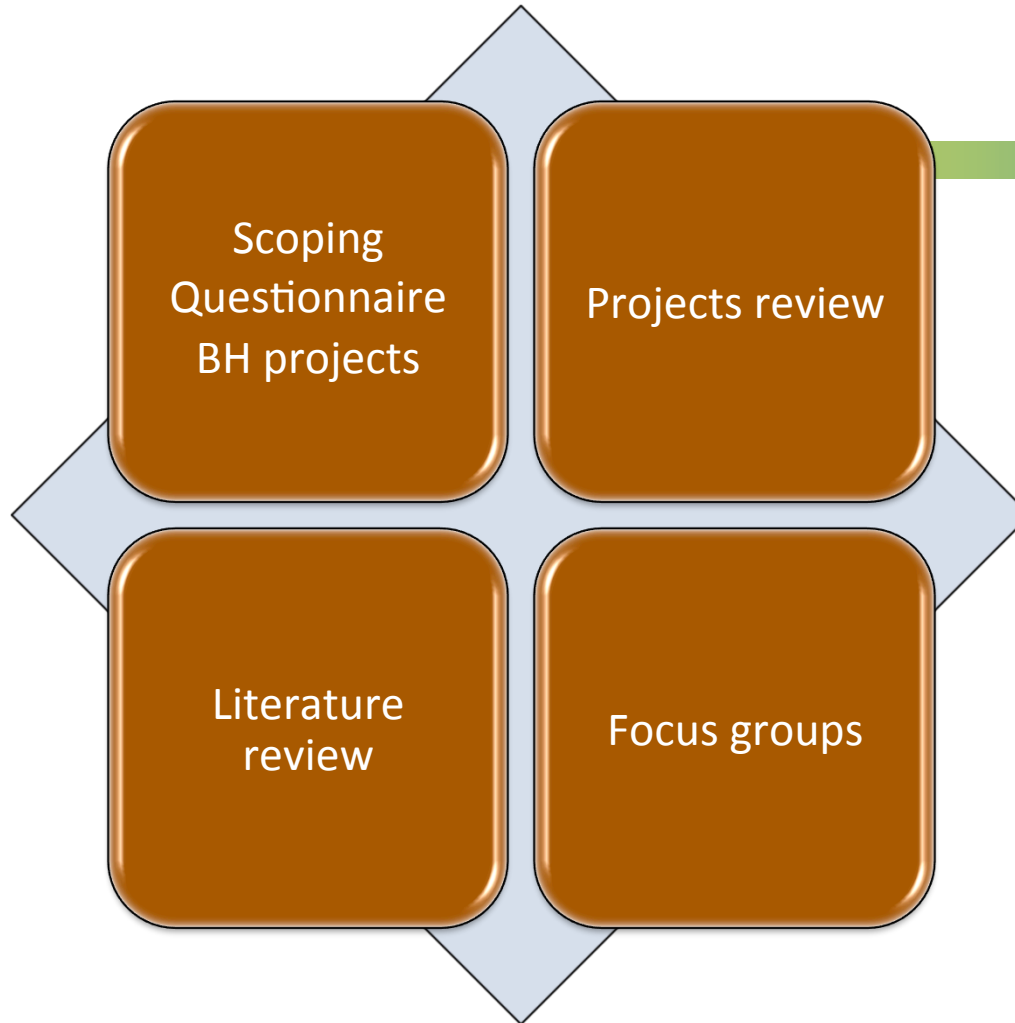 Scoping
Questionnaire
BH projects
Projects review
Literature
review
Focus groups